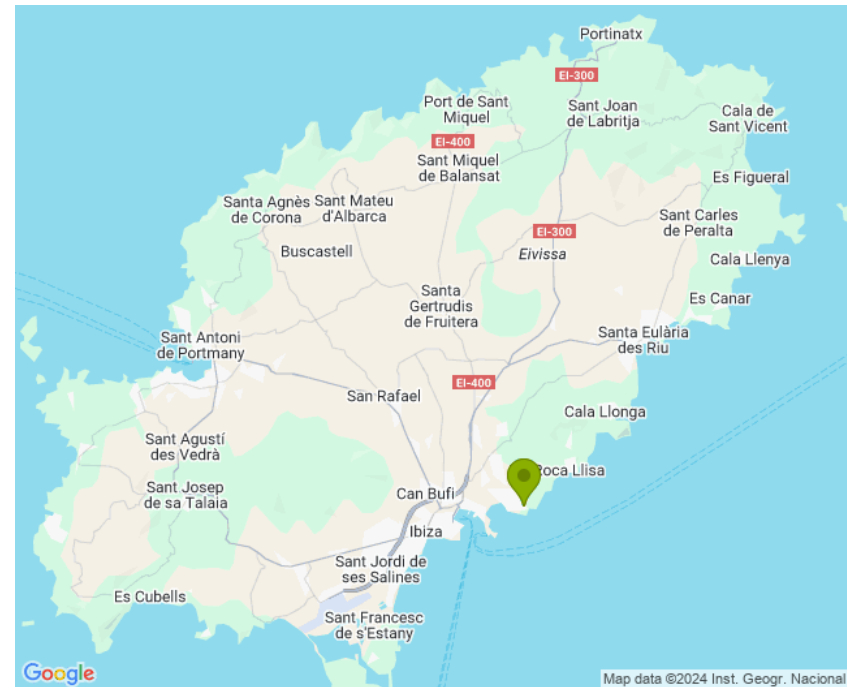 Portinatx
EI-300
Port de Sant
Miquel
Sant Joan
de Labritja
Cala de
Sant Vicent
EI-400
Sant Miquel
de Balansat
Es Figueral
Santa Agnès
de Corona
Sant Mateu
d'Albarca
Sant Carles
de Peralta
EI-300
Buscastell
Eivissa
Cala Llenya
Santa
Gertrudis
de Fruitera
Es Canar
Sant Antoni
de Portmany
Santa Eulària
des Riu
EI-400
San Rafael
Cala Llonga
Sant Agustí
des Vedrà
Roca Llisa
Sant Josep
de sa Talaia
Can Bufi
Ibiza
Sant Jordi de
ses Salines
Es Cubells
Sant Francesc
de s'Estany
Google
Map data ©2024 Inst. Geogr. Nacional